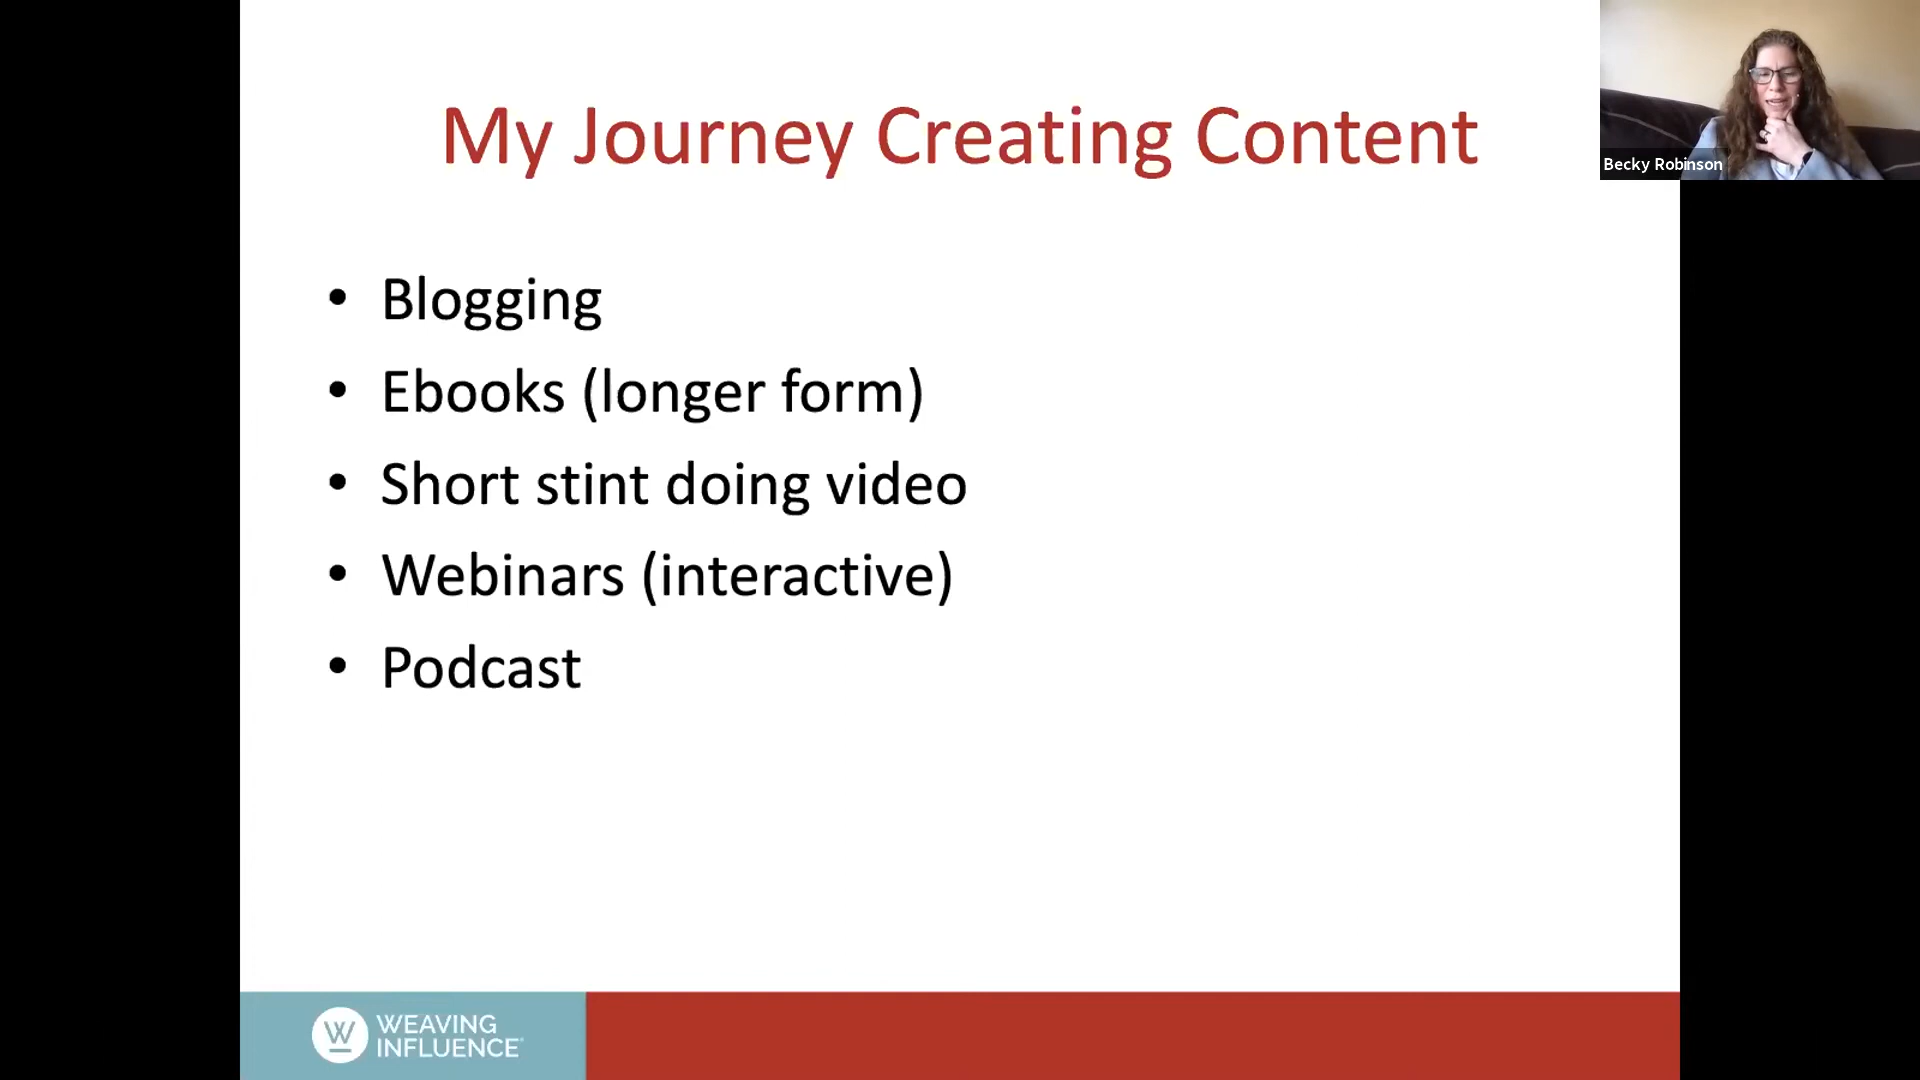 My Journey Creating Content
Becky Robinson
• Blogging
• Ebooks (longer form)
• Short stint doing video
• Webinars (interactive)
• Podcast
W
WEAVING
INFLUENCE®